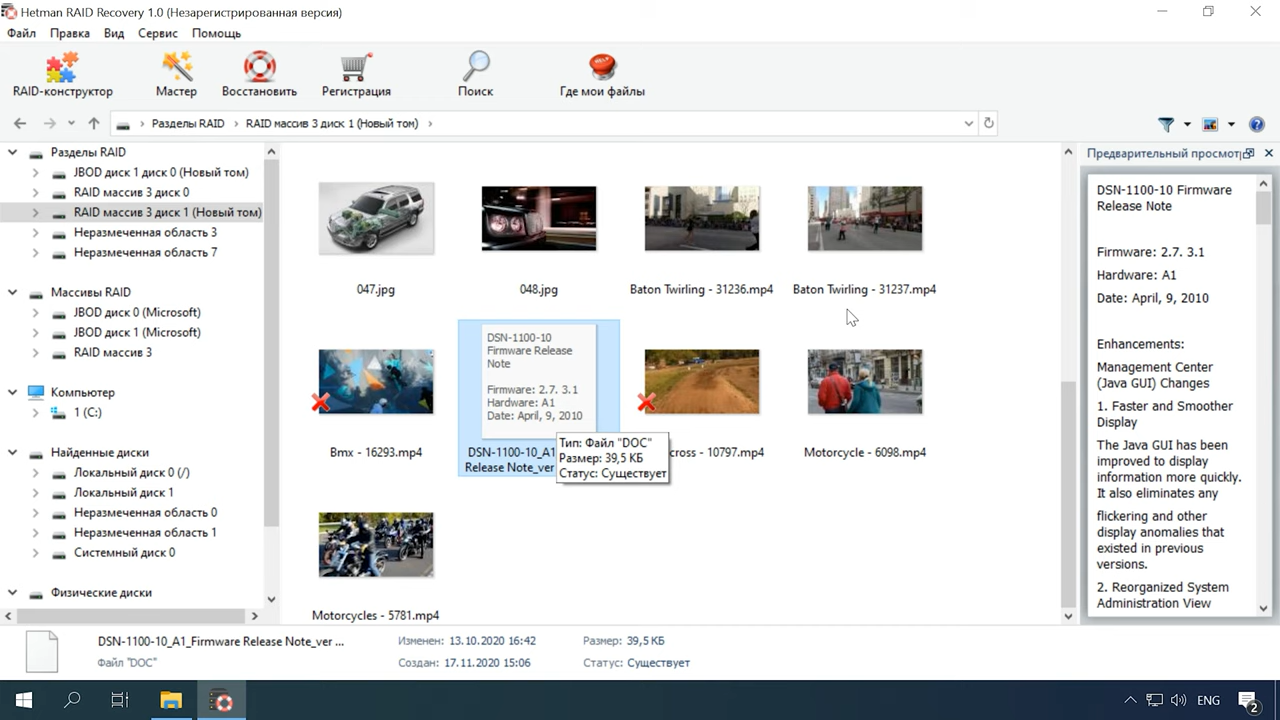 Hetman RAID Recovery 1.0 (Незарегистрированная версия)
Файл Правка Вид Сервис Помощь
RAID-конструктор Мастер Восстановить Регистрация Поиск Где мои файлы
Разделы RAID RAID массив 3 диск 1 (Новый том)
Разделы RAID
JBOD диск 1 диск 0 (Новый том)
RAID массив 3 диск 0
RAID массив 3 диск 1 (Новый том)
Неразмеченная область 3
Неразмеченная область 7
Массивы RAID
JBOD диск 0 (Microsoft)
JBOD диск 1 (Microsoft)
RAID массив 3
Компьютер
1 (C:)
Найденные диски
Локальный диск 0 (/)
Локальный диск 1
Неразмеченная область 0
Неразмеченная область 1
Системный диск 0
Физические диски
047.jpg
048.jpg
Baton Twirling - 31236.mp4
Baton Twirling - 31237.mp4
Bmx - 16293.mp4
DSN-1100-10
Firmware Release
Note
Firmware: 2.7. 3.1
Hardware: A1
Date: April, 9, 2010
DSN-1100-10_A1
Release Note_ver
Тип: Файл "DOC"
Размер: 39,5 КБ
Статус: Существует
cross - 10797.mp4
Motorcycle - 6098.mp4
Motorcycles - 5781.mp4
Предварительный просмотр
DSN-1100-10 Firmware
Release Note
Firmware: 2.7. 3.1
Hardware: A1
Date: April, 9, 2010
Enhancements:
Management Center
(Java GUI) Changes
1. Faster and Smoother
Display
The Java GUI has been
improved to display
information more quickly.
It also eliminates any
flickering and other
display anomalies that
existed in previous
versions.
2. Reorganized System
Administration View
DSN-1100-10_A1_Firmware Release Note_ver ...
Файл "DOC"
Изменен: 13.10.2020 16:42
Создан: 17.11.2020 15:06
Размер: 39,5 КБ
Статус: Существует
ENG
2